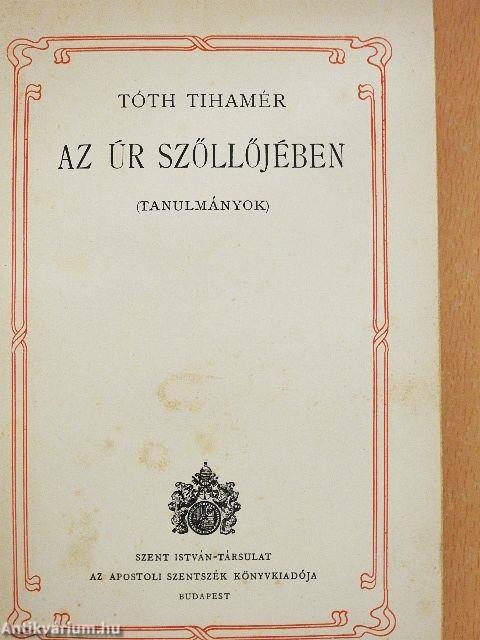 TÓTH TIHAMÉR
AZ ÚR SZŐLLŐJÉBEN
(TANULMÁNYOK)
SZENT ISTVÁN-TÁRSULAT
AZ APOSTOLI SZENTSZÉK KÖNYVKIADÓJA
BUDAPEST
Antikvarium.hu